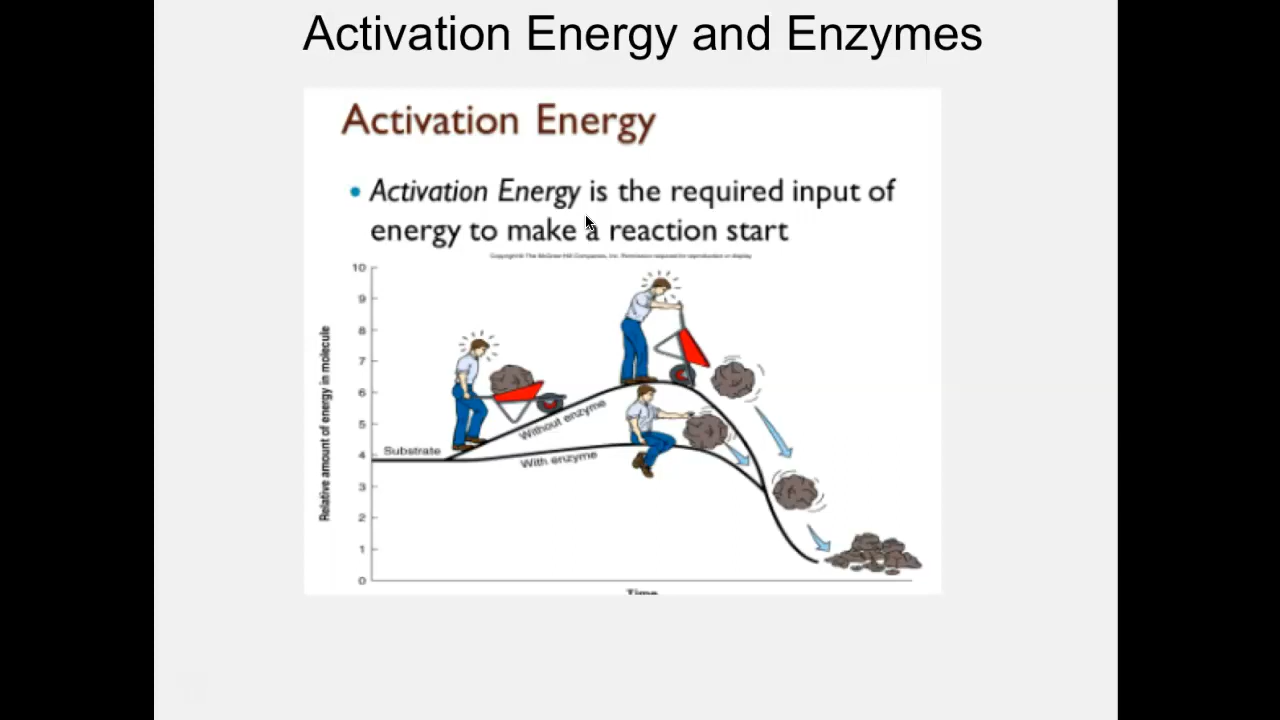 Activation Energy and Enzymes
Activation Energy
• Activation Energy is the required input of
energy to make a reaction start
Copyright © The McGraw-Hill Companies, Inc. Permission required for reproduction or display
10
9
8
7
6
5
4
3
2
1
0
Relative amount of energy in molecule
Substrate
Without enzyme
With enzyme
Time